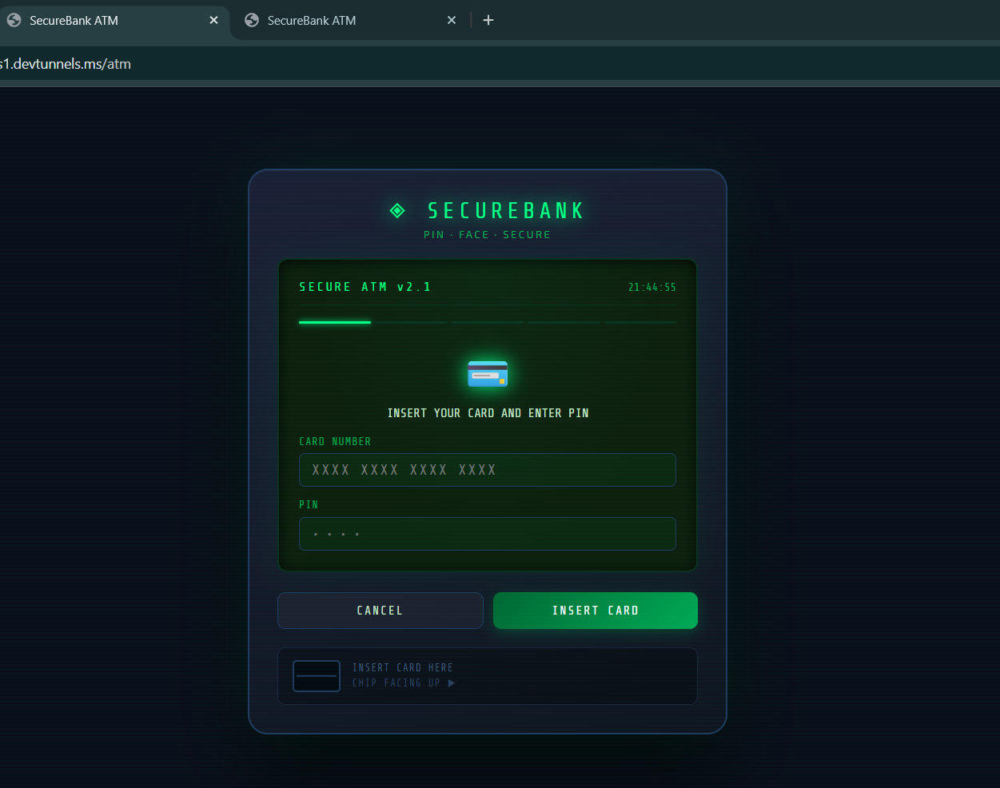 SecureBank ATM
SecureBank ATM
s1.devtunnels.ms/atm
SECUREBANK
PIN · FACE · SECURE
SECURE ATM v2.1
21:44:55
INSERT YOUR CARD AND ENTER PIN
CARD NUMBER
XXXX XXXX XXXX XXXX
PIN
....
CANCEL
INSERT CARD
INSERT CARD HERE
CHIP FACING UP ▶